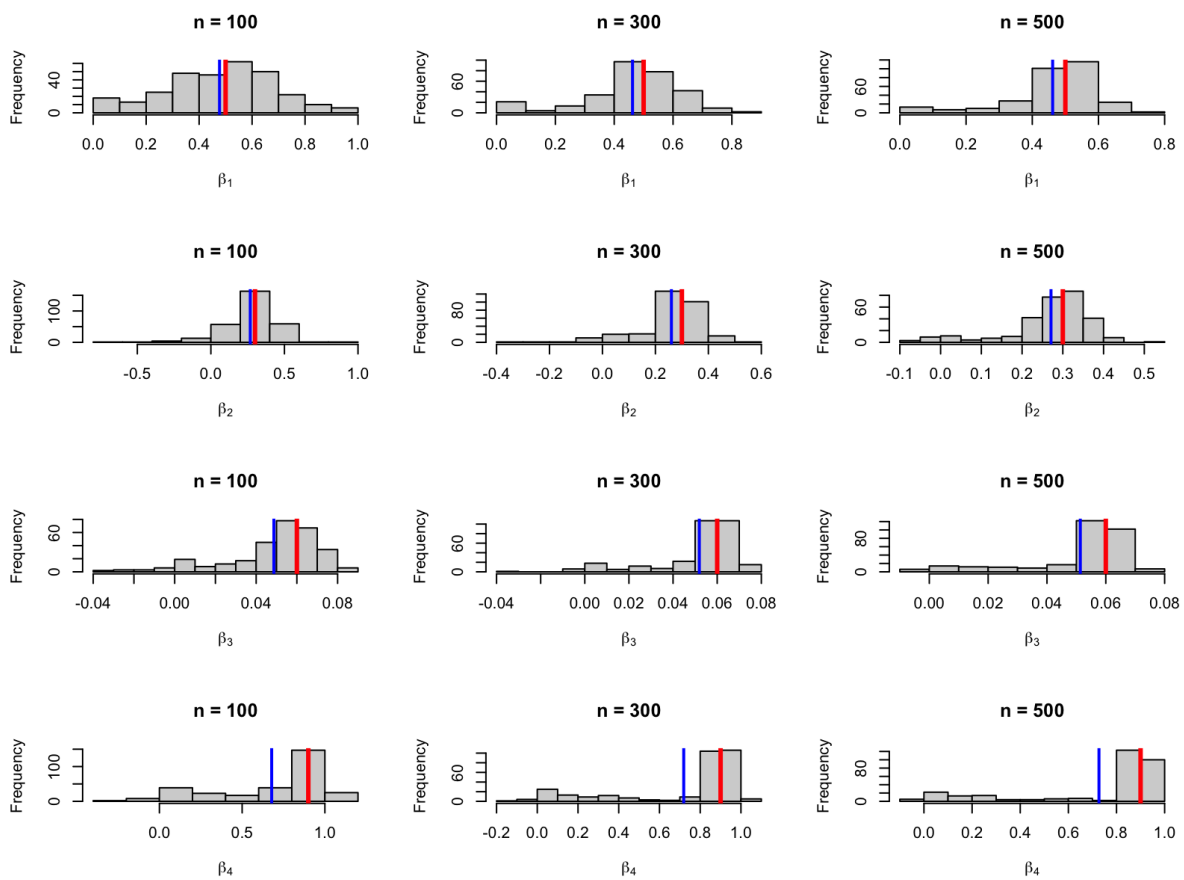 n = 100
n = 300
n = 500
Frequency
0 40
0.0 0.2 0.4 0.6 0.8 1.0
β1
Frequency
0 60
0.0 0.2 0.4 0.6 0.8
β1
Frequency
0 60
0.0 0.2 0.4 0.6 0.8
β1
n = 100
n = 300
n = 500
Frequency
0 100
-0.5 0.0 0.5 1.0
β2
Frequency
0 80
-0.4 -0.2 0.0 0.2 0.4 0.6
β2
Frequency
0 60
-0.1 0.0 0.1 0.2 0.3 0.4 0.5
β2
n = 100
n = 300
n = 500
Frequency
0 60
-0.04 0.00 0.04 0.08
β3
Frequency
0 60
-0.04 0.00 0.02 0.04 0.06 0.08
β3
Frequency
0 80
0.00 0.02 0.04 0.06 0.08
β3
n = 100
n = 300
n = 500
Frequency
0 100
0.0 0.5 1.0
β4
Frequency
0 60
-0.2 0.0 0.2 0.4 0.6 0.8 1.0
β4
Frequency
0 80
0.0 0.2 0.4 0.6 0.8 1.0
β4